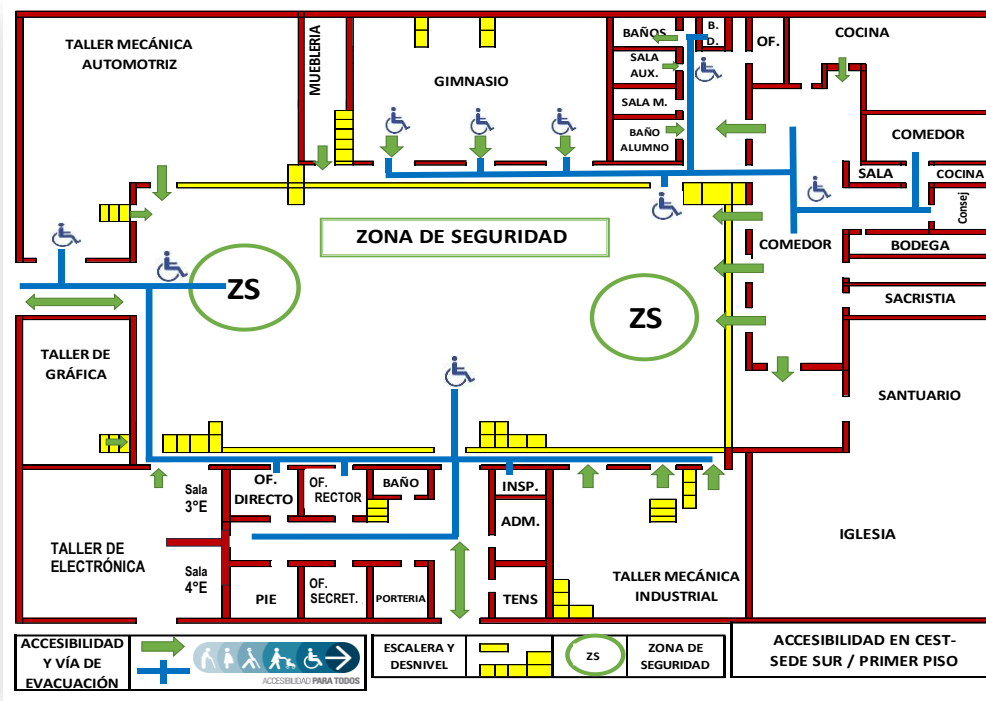 TALLER MECÁNICA
AUTOMOTRIZ
MUEBLERIA
GIMNASIO
BAÑOS
B.
D.
SALA
AUX.
SALA M.
BAÑO
ALUMNO
OF.
COCINA
COMEDOR
SALA
COCINA
Consej
COMEDOR
BODEGA
SACRISTIA
SANTUARIO
IGLESIA
ZONA DE SEGURIDAD
ZS
ZS
TALLER DE
GRÁFICA
Sala
3°E
TALLER DE
ELECTRÓNICA
Sala
4°E
OF.
DIRECTO
OF.
RECTOR
BAÑO
INSP.
ADM.
PIE
OF.
SECRET.
PORTERIA
TENS
TALLER MECÁNICA
INDUSTRIAL
ACCESIBILIDAD
Y VÍA DE
EVACUACIÓN
ACCESIBILIDAD PARA TODOS
ESCALERA Y
DESNIVEL
ZS
ZONA DE
SEGURIDAD
ACCESIBILIDAD EN CEST-
SEDE SUR / PRIMER PISO